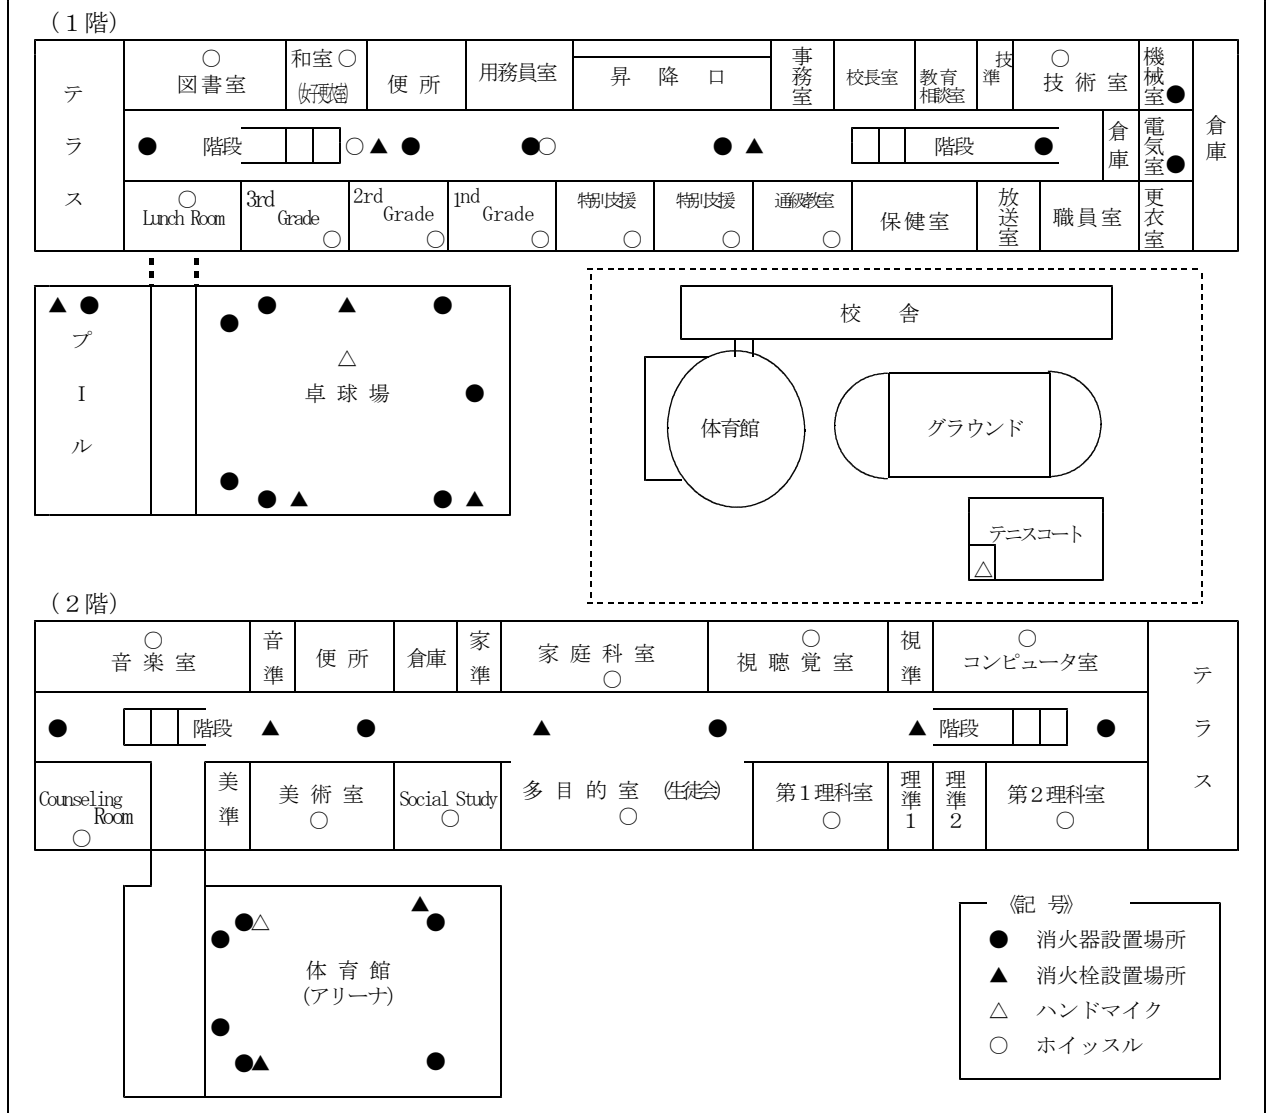 （１階）
テラス
図書室
和室
(女子更衣室)
便所
用務員室
昇降口
事務室
校長室
教育
相談室
技準
技術室
機械室
倉庫
階段
階段
倉庫
電気室
Lunch Room
3rd
Grade
2rd
Grade
1nd
Grade
特別支援
特別支援
通級教室
保健室
放送室
職員室
更衣室
プール
卓球場
校舎
体育館
グラウンド
テニスコート
（２階）
音楽室
音準
便所
倉庫
家準
家庭科室
視聴覚室
視準
コンピュータ室
テラス
階段
階段
Counseling
Room
美準
美術室
Social Study
多目的室 (生徒会)
第１理科室
理準１
理準２
第２理科室
体育館
(アリーナ)
《記号》
● 消火器設置場所
▲ 消火栓設置場所
△ ハンドマイク
○ ホイッスル